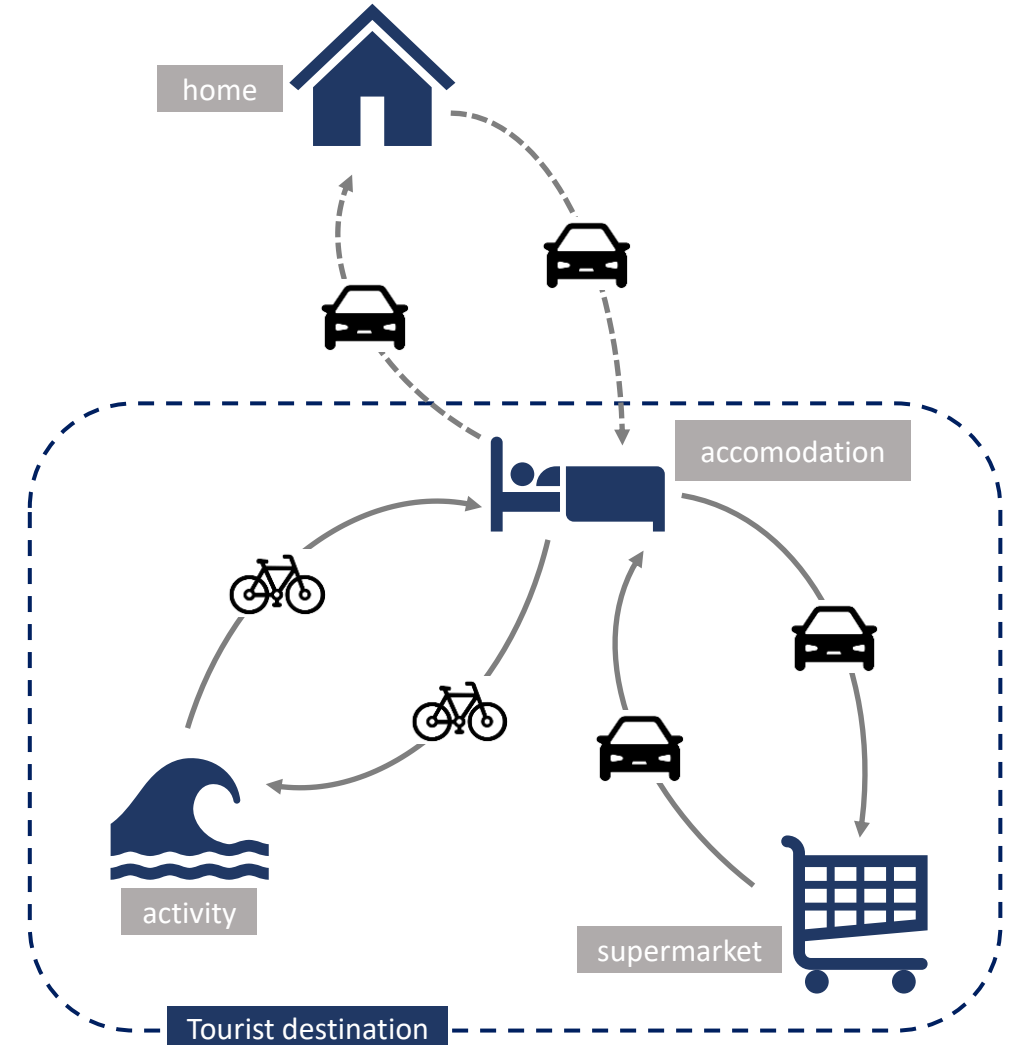 home
accomodation
activity
supermarket
Tourist destination